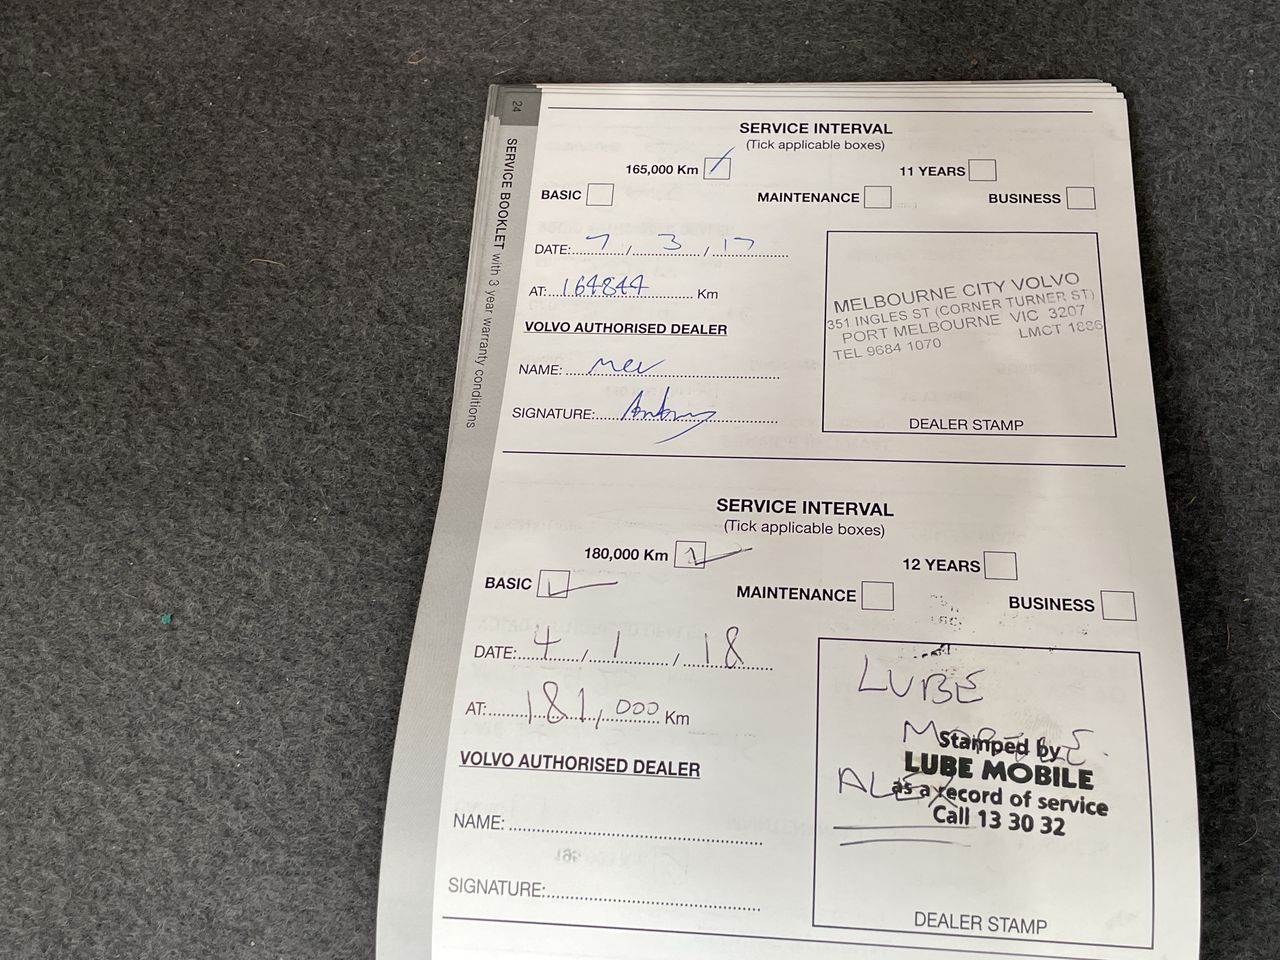 24
SERVICE BOOKLET with 3 year warranty conditions
SERVICE INTERVAL
(Tick applicable boxes)
165,000 Km
11 YEARS
BASIC
MAINTENANCE
BUSINESS
DATE: 7 / 3 / 17
AT: 164844 Km
VOLVO AUTHORISED DEALER
NAME:
SIGNATURE:
MELBOURNE CITY VOLVO
351 INGLES ST (CORNER TURNER ST)
PORT MELBOURNE VIC 3207
TEL 9684 1070
LMCT 1886
DEALER STAMP
SERVICE INTERVAL
(Tick applicable boxes)
180,000 Km
12 YEARS
BASIC
MAINTENANCE
BUSINESS
DATE: 4 / 1 / 18
AT: 181,000 Km
VOLVO AUTHORISED DEALER
NAME:
SIGNATURE:
LUBE
MOBILE.
ALEX
Stamped by
LUBE MOBILE
as a record of service
Call 13 30 32
DEALER STAMP